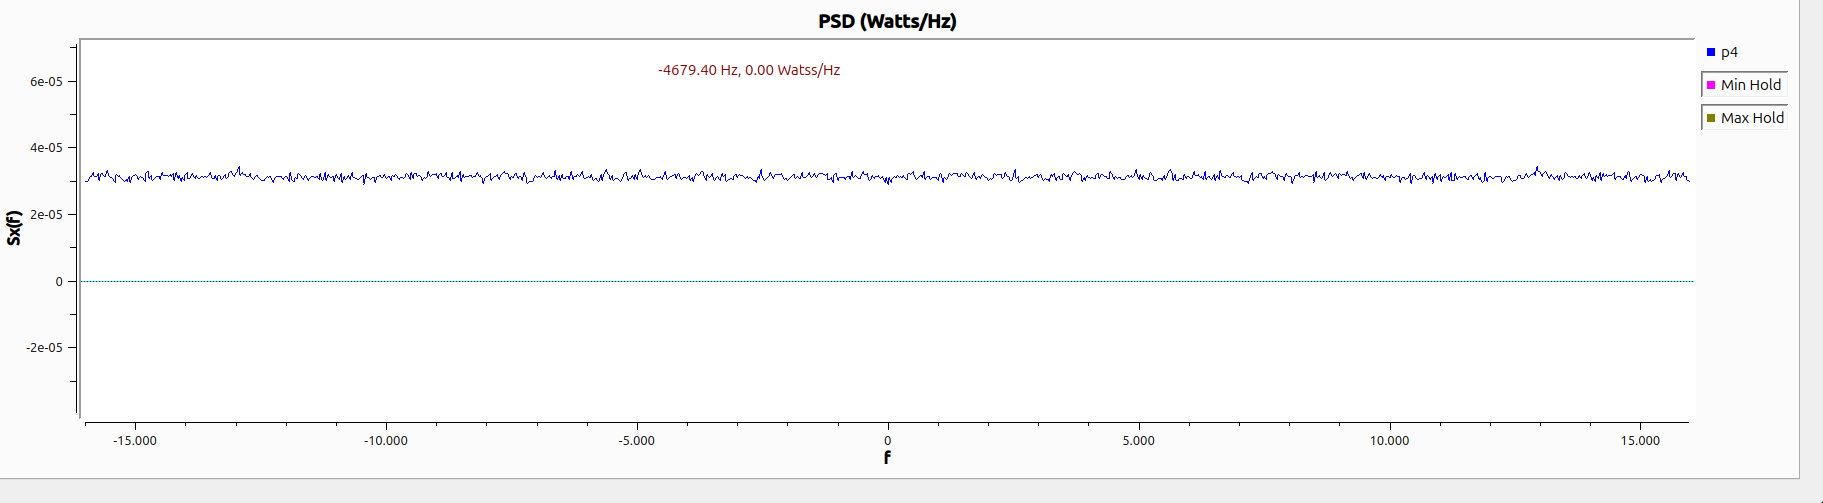 PSD (Watts/Hz)
-4679.40 Hz, 0.00 Watss/Hz
p4
Min Hold
Max Hold
Sx(f)
6e-05
4e-05
2e-05
0
-2e-05
-15.000 -10.000 -5.000 0 5.000 10.000 15.000
f